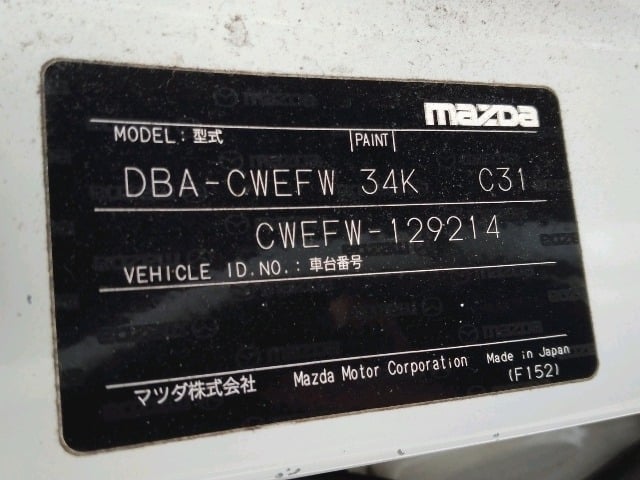 mazda
MODEL: 型式 PAINT
DBA-CWEFW 34K C31
CWEFW-129214
VEHICLE ID.NO.: 車台番号
マツダ株式会社 Mazda Motor Corporation Made in Japan
(F152)